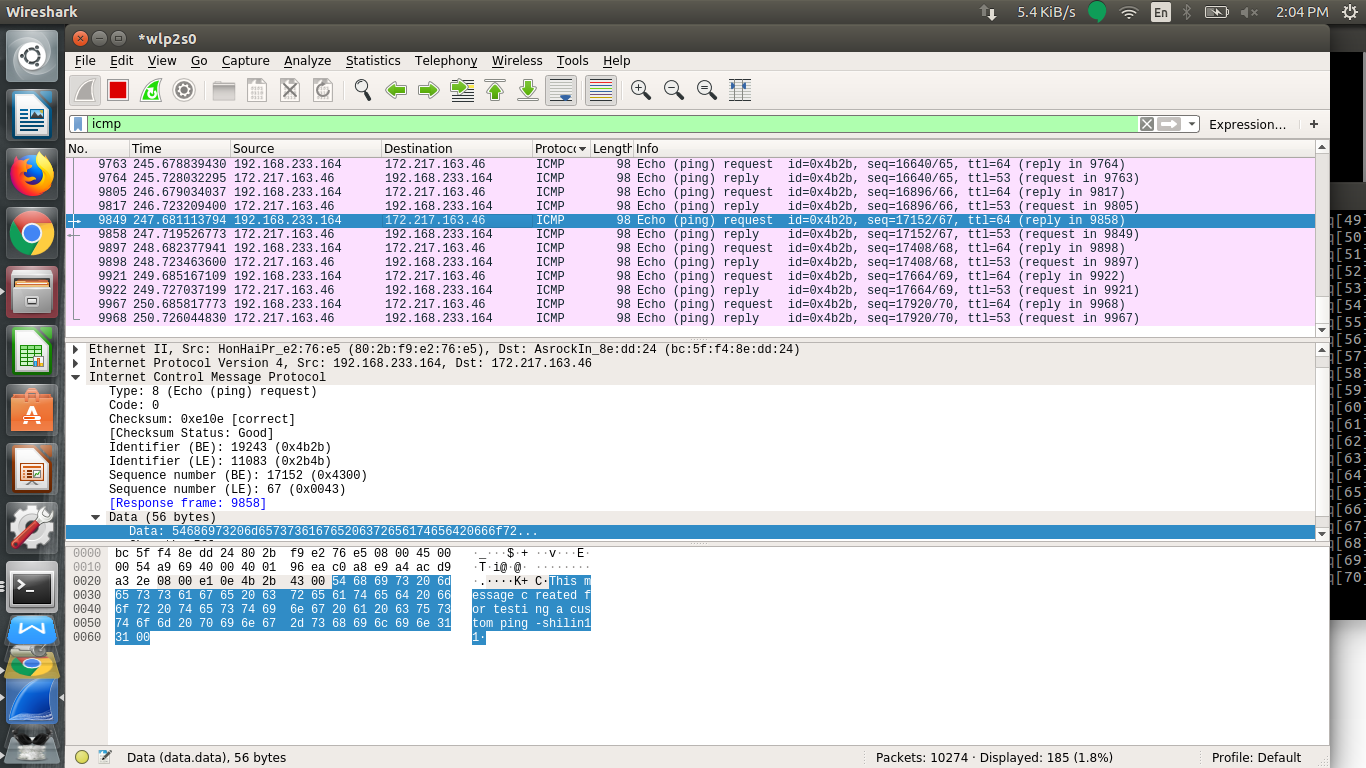 Wireshark 5.4 KiB/s En 2:04 PM
*wlp2s0
File Edit View Go Capture Analyze Statistics Telephony Wireless Tools Help
icmp Expression… +
No. Time Source Destination Protoc Length Info
9763 245.678839430 192.168.233.164 172.217.163.46 ICMP 98 Echo (ping) request id=0x4b2b, seq=16640/65, ttl=64 (reply in 9764)
9764 245.728032295 172.217.163.46 192.168.233.164 ICMP 98 Echo (ping) reply id=0x4b2b, seq=16640/65, ttl=53 (request in 9763)
9805 246.679034037 192.168.233.164 172.217.163.46 ICMP 98 Echo (ping) request id=0x4b2b, seq=16896/66, ttl=64 (reply in 9817)
9817 246.723209400 172.217.163.46 192.168.233.164 ICMP 98 Echo (ping) reply id=0x4b2b, seq=16896/66, ttl=53 (request in 9805)
9849 247.681113794 192.168.233.164 172.217.163.46 ICMP 98 Echo (ping) request id=0x4b2b, seq=17152/67, ttl=64 (reply in 9858)
9858 247.719526773 172.217.163.46 192.168.233.164 ICMP 98 Echo (ping) reply id=0x4b2b, seq=17152/67, ttl=53 (request in 9849)
9897 248.682377941 192.168.233.164 172.217.163.46 ICMP 98 Echo (ping) request id=0x4b2b, seq=17408/68, ttl=64 (reply in 9898)
9898 248.723463600 172.217.163.46 192.168.233.164 ICMP 98 Echo (ping) reply id=0x4b2b, seq=17408/68, ttl=53 (request in 9897)
9921 249.685167109 192.168.233.164 172.217.163.46 ICMP 98 Echo (ping) request id=0x4b2b, seq=17664/69, ttl=64 (reply in 9922)
9922 249.727037199 172.217.163.46 192.168.233.164 ICMP 98 Echo (ping) reply id=0x4b2b, seq=17664/69, ttl=53 (request in 9921)
9967 250.685817773 192.168.233.164 172.217.163.46 ICMP 98 Echo (ping) request id=0x4b2b, seq=17920/70, ttl=64 (reply in 9968)
9968 250.726044830 172.217.163.46 192.168.233.164 ICMP 98 Echo (ping) reply id=0x4b2b, seq=17920/70, ttl=53 (request in 9967)
Ethernet II, Src: HonHaiPr_e2:76:e5 (80:2b:f9:e2:76:e5), Dst: AsrockIn_8e:dd:24 (bc:5f:f4:8e:dd:24)
Internet Protocol Version 4, Src: 192.168.233.164, Dst: 172.217.163.46
Internet Control Message Protocol
Type: 8 (Echo (ping) request)
Code: 0
Checksum: 0xe10e [correct]
[Checksum Status: Good]
Identifier (BE): 19243 (0x4b2b)
Identifier (LE): 11083 (0x2b4b)
Sequence number (BE): 17152 (0x4300)
Sequence number (LE): 67 (0x0043)
[Response frame: 9858]
Data (56 bytes)
Data: 54686973206d657373616765206372656174656420666f72...
0000 bc 5f f4 8e dd 24 80 2b f9 e2 76 e5 08 00 45 00 ·_···$·+ ··v···E·
0010 00 54 a9 69 40 00 40 01 96 ea c0 a8 e9 a4 ac d9 ·T·i@·@· ········
0020 a3 2e 08 00 e1 0e 4b 2b 43 00 54 68 69 73 20 6d ·.····K+ C·This m
0030 65 73 73 61 67 65 20 63 72 65 61 74 65 64 20 66 essage c reated f
0040 6f 72 20 74 65 73 74 69 6e 67 20 61 20 63 75 73 or testi ng a cus
0050 74 6f 6d 20 70 69 6e 67 2d 73 68 69 6c 69 6e 31 tom ping -shilin1
0060 31 00 1·
Data (data.data), 56 bytes Packets: 10274 · Displayed: 185 (1.8%) Profile: Default
q[49]
q[50]
q[51]
q[52]
q[53]
q[54]
q[55]
q[56]
q[57]
q[58]
q[59]
q[60]
q[61]
q[62]
q[63]
q[64]
q[65]
q[66]
q[67]
q[68]
q[69]
q[70]